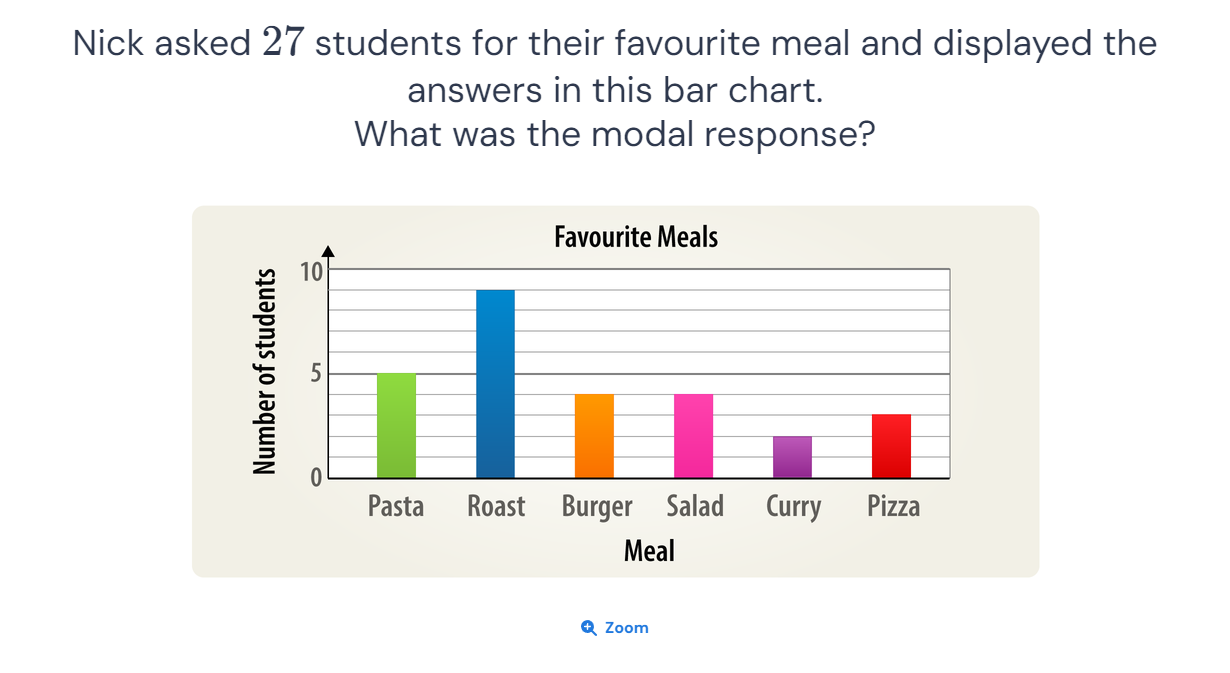 Nick asked 27 students for their favourite meal and displayed the
answers in this bar chart.
What was the modal response?
Favourite Meals
Number of students
10
5
0
Pasta Roast Burger Salad Curry Pizza
Meal
Zoom